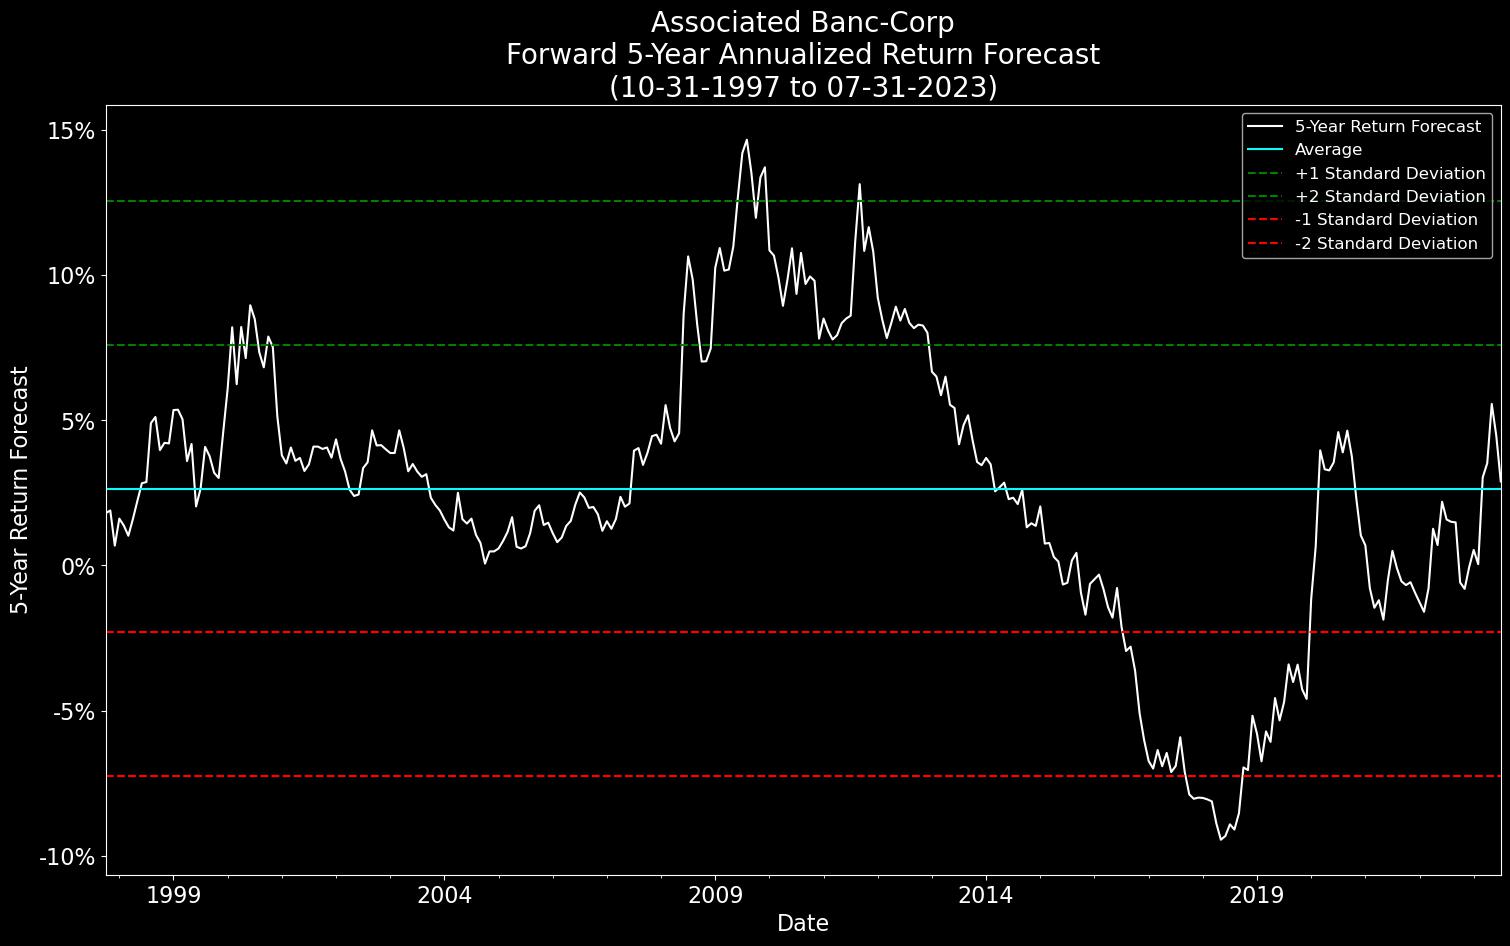 Associated Banc-Corp
Forward 5-Year Annualized Return Forecast
(10-31-1997 to 07-31-2023)
5-Year Return Forecast
15%
10%
5%
0%
-5%
-10%
5-Year Return Forecast
Average
+1 Standard Deviation
+2 Standard Deviation
-1 Standard Deviation
-2 Standard Deviation
1999
2004
2009
2014
2019
Date